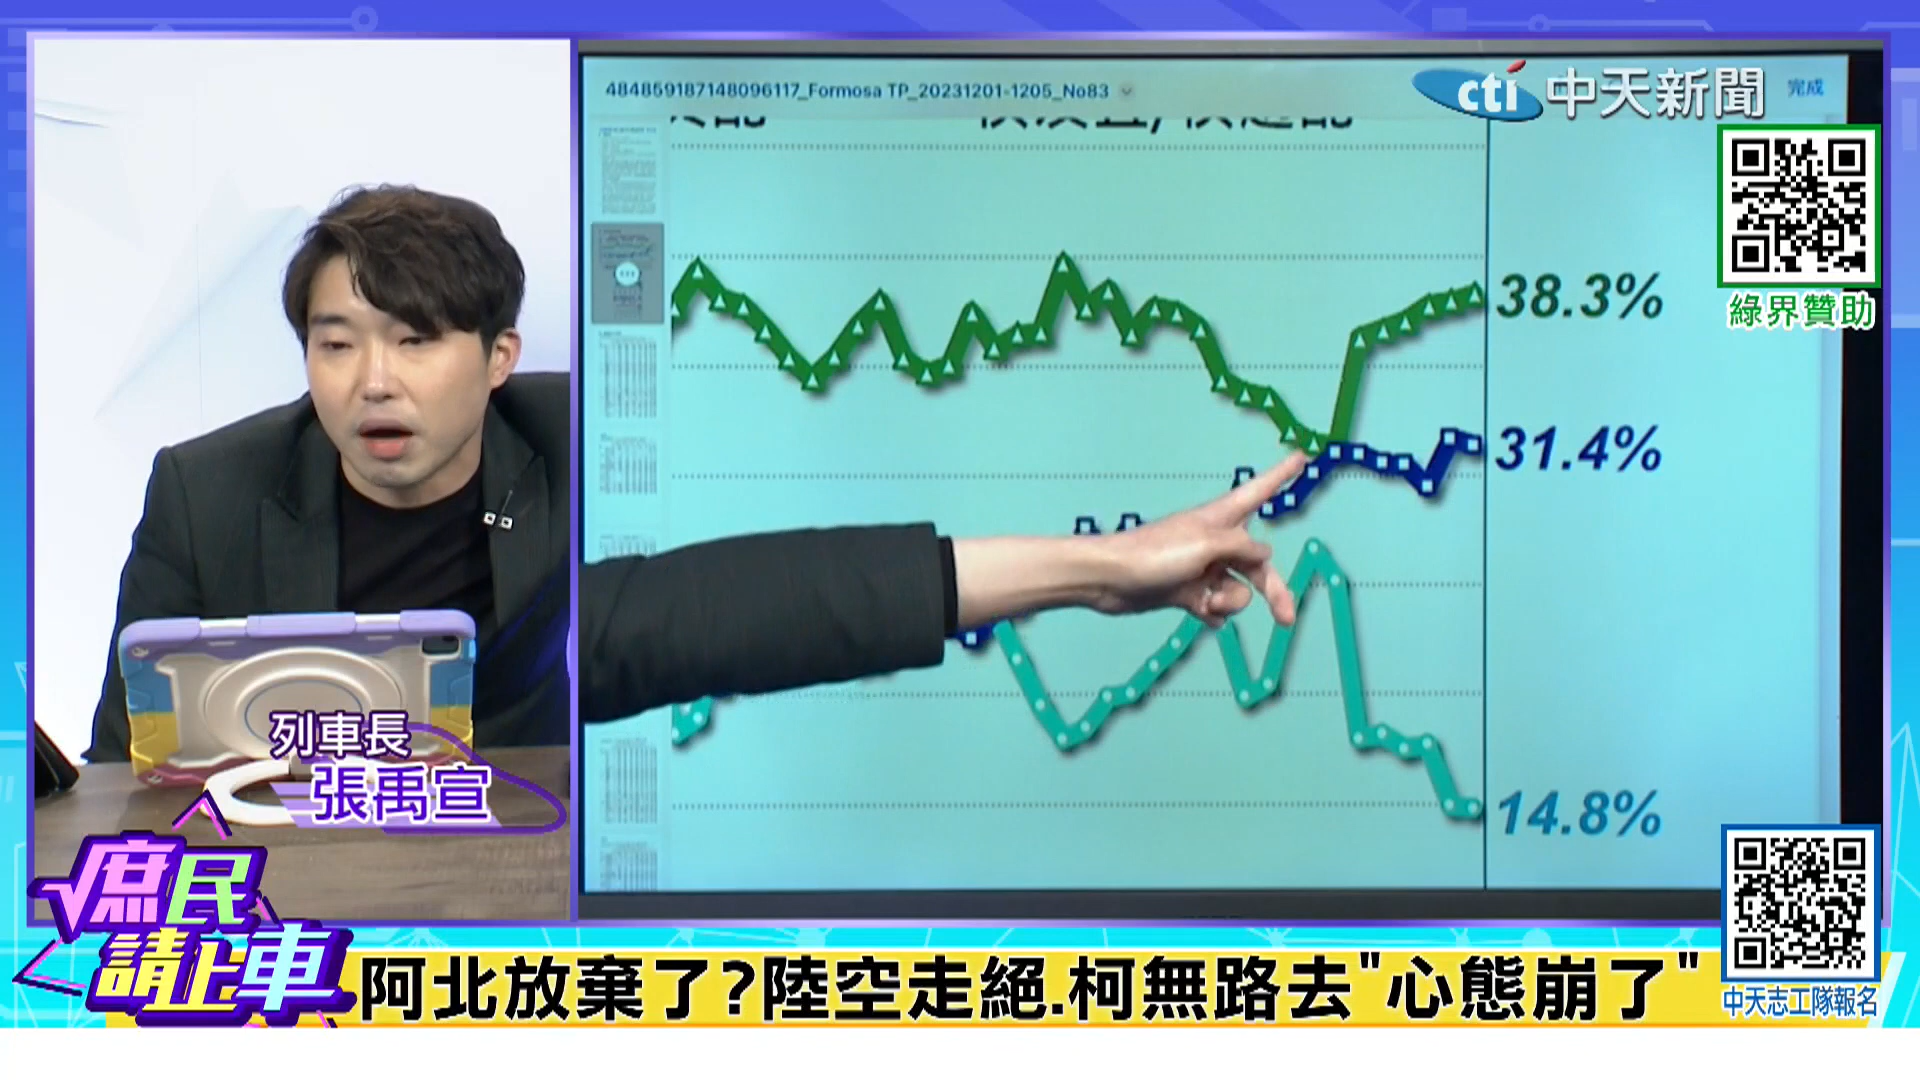 484859187148096117_Formosa TP_20231201-1205_No83
cti 中天新聞
完成
38.3%
綠界贊助
31.4%
14.8%
列車長
張禹宣
庶民
請上車
阿北放棄了?陸空走絕.柯無路去"心態崩了"
中天志工隊報名